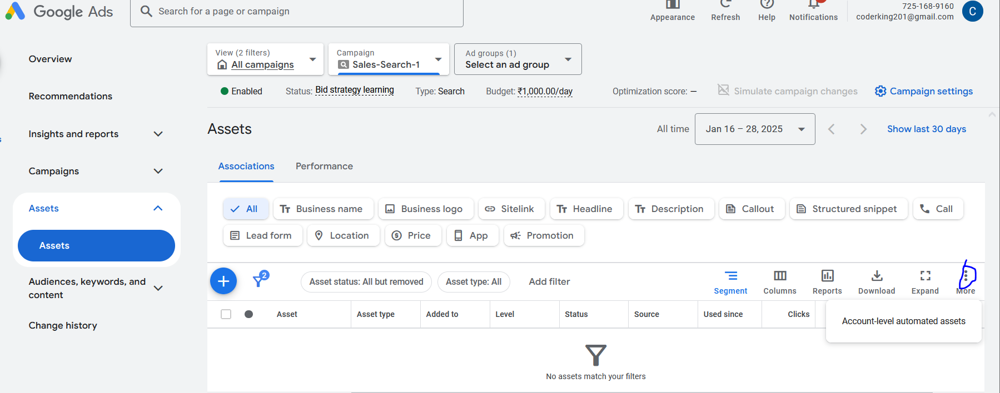 Google Ads
Search for a page or campaign
Appearance
Refresh
Help
Notifications
725-168-9160
coderking201@gmail.com
C
Overview
Recommendations
Insights and reports
Campaigns
Assets
Assets
Audiences, keywords, and
content
Change history
View (2 filters)
All campaigns
Campaign
Sales-Search-1
Ad groups (1)
Select an ad group
Enabled
Status: Bid strategy learning
Type: Search
Budget: ₹1,000.00/day
Optimization score: —
Simulate campaign changes
Campaign settings
Assets
All time
Jan 16 – 28, 2025
Show last 30 days
Associations
Performance
All
Business name
Business logo
Sitelink
Headline
Description
Callout
Structured snippet
Call
Lead form
Location
Price
App
Promotion
2
Asset status: All but removed
Asset type: All
Add filter
Segment
Columns
Reports
Download
Expand
More
Asset
Asset type
Added to
Level
Status
Source
Used since
Clicks
Account-level automated assets
No assets match your filters